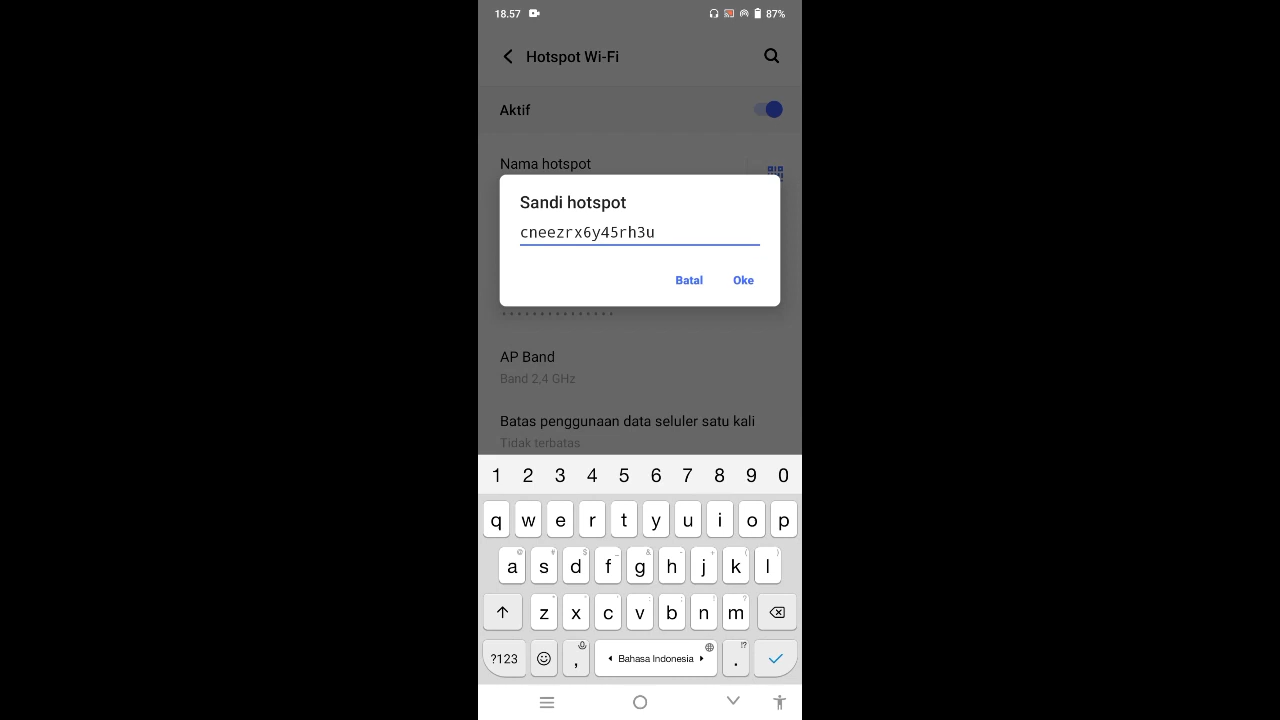 18.57 87%
Hotspot Wi-Fi
Aktif
Nama hotspot
Sandi hotspot
cneezrx6y45rh3u
Batal Oke
AP Band
Band 2,4 GHz
Batas penggunaan data seluler satu kali
Tidak terbatas
1 2 3 4 5 6 7 8 9 0
q w e r t y u i o p
a s d f g h j k l
z x c v b n m
?123 , Bahasa Indonesia .